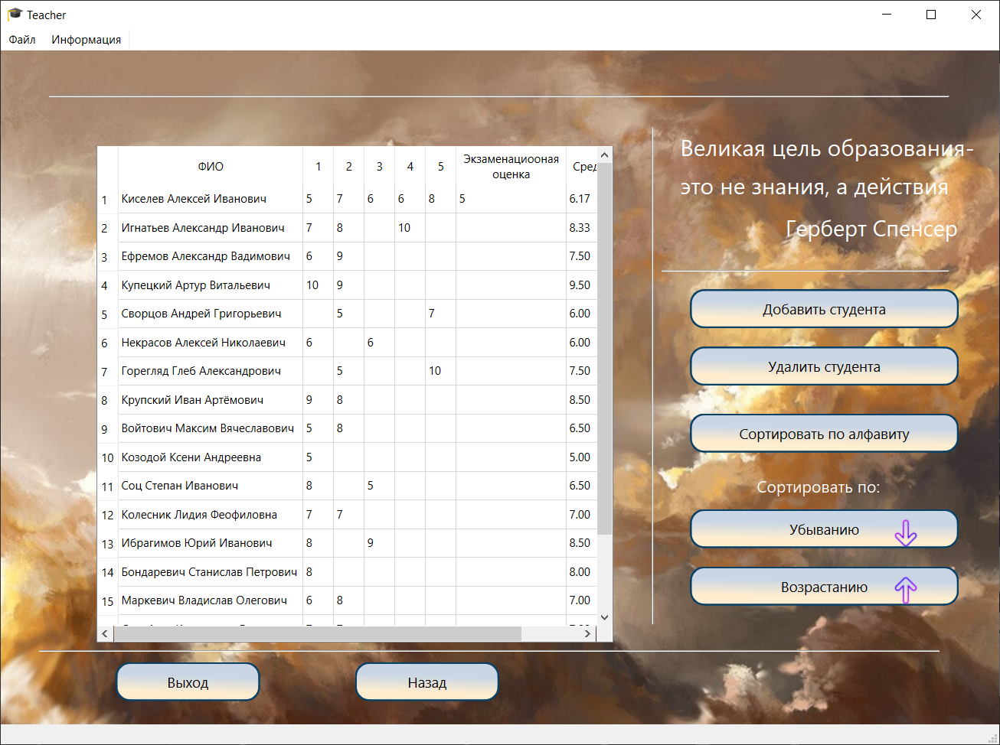 Teacher
Файл Информация
Великая цель образования-
это не знания, а действия
Герберт Спенсер
ФИО 1 2 3 4 5 Экзаменациооная оценка Сред
1 Киселев Алексей Иванович 5 7 6 6 8 5 6.17
2 Игнатьев Александр Иванович 7 8 10 8.33
3 Ефремов Александр Вадимович 6 9 7.50
4 Купецкий Артур Витальевич 10 9 9.50
5 Сворцов Андрей Григорьевич 5 7 6.00
6 Некрасов Алексей Николаевич 6 6 6.00
7 Горегляд Глеб Александрович 5 10 7.50
8 Крупский Иван Артёмович 9 8 8.50
9 Войтович Максим Вячеславович 5 8 6.50
10 Козодой Ксени Андреевна 5 5.00
11 Соц Степан Иванович 8 5 6.50
12 Колесник Лидия Феофиловна 7 7 7.00
13 Ибрагимов Юрий Иванович 8 9 8.50
14 Бондаревич Станислав Петрович 8 8.00
15 Маркевич Владислав Олегович 6 8 7.00
Добавить студента
Удалить студента
Сортировать по алфавиту
Сортировать по:
Убыванию
Возрастанию
Выход
Назад